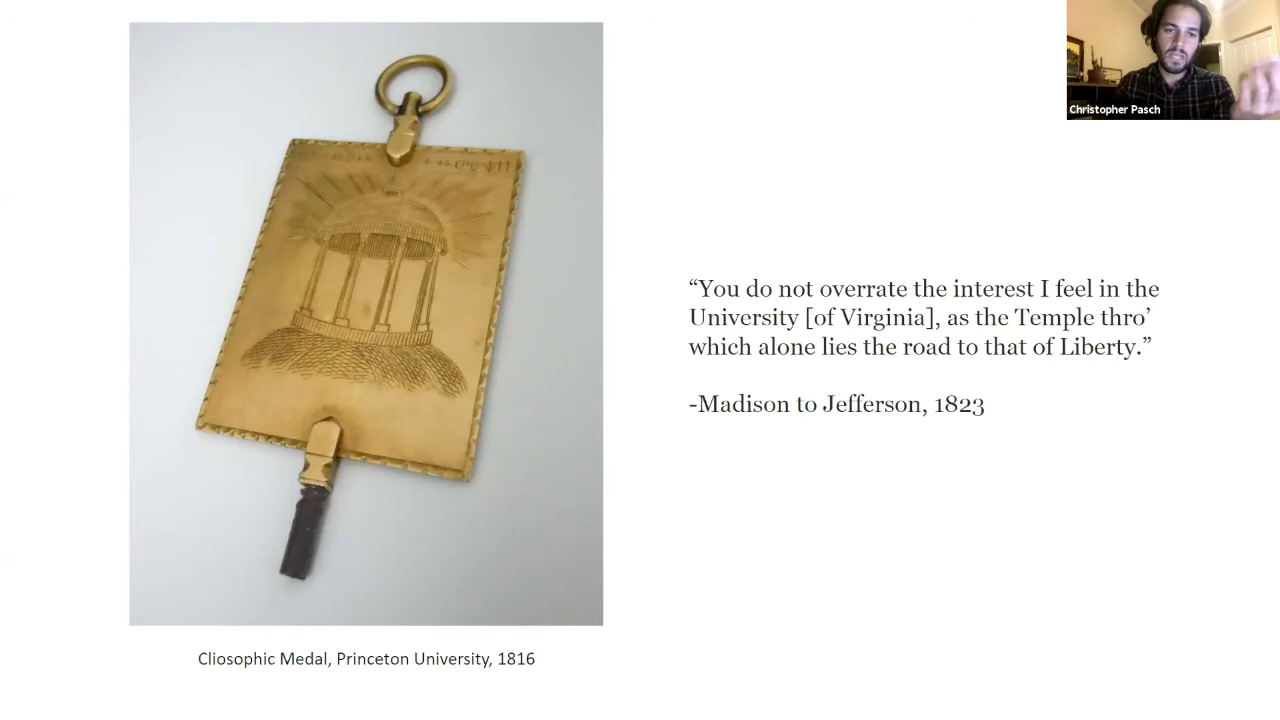 Christopher Pasch
“You do not overrate the interest I feel in the
University [of Virginia], as the Temple thro’
which alone lies the road to that of Liberty.”
-Madison to Jefferson, 1823
Cliosophic Medal, Princeton University, 1816